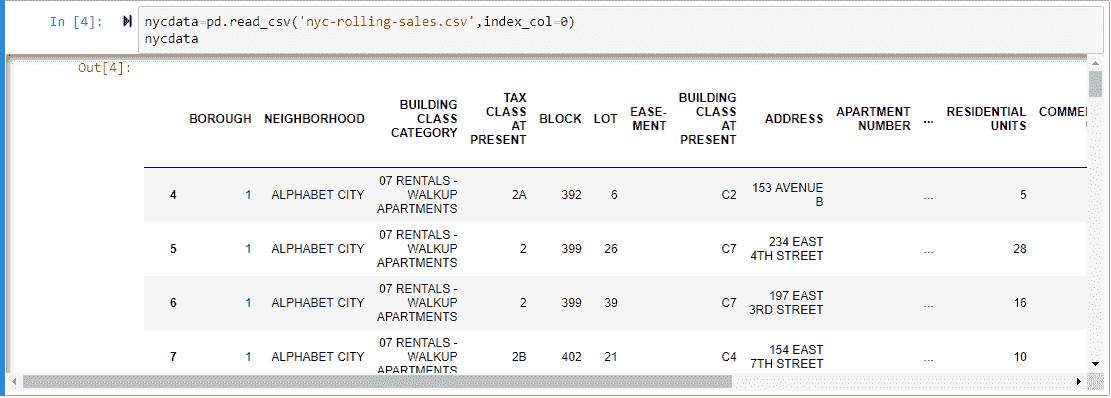 In [4]: nycdata=pd.read_csv('nyc-rolling-sales.csv',index_col=0)
nycdata
Out[4]:
BOROUGH NEIGHBORHOOD BUILDING CLASS CATEGORY TAX CLASS AT PRESENT BLOCK LOT EASE-MENT BUILDING CLASS AT PRESENT ADDRESS APARTMENT NUMBER ... RESIDENTIAL UNITS COMME
4 1 ALPHABET CITY 07 RENTALS - WALKUP APARTMENTS 2A 392 6 C2 153 AVENUE B ... 5
5 1 ALPHABET CITY 07 RENTALS - WALKUP APARTMENTS 2 399 26 C7 234 EAST 4TH STREET ... 28
6 1 ALPHABET CITY 07 RENTALS - WALKUP APARTMENTS 2 399 39 C7 197 EAST 3RD STREET ... 16
7 1 ALPHABET CITY 07 RENTALS - WALKUP APARTMENTS 2B 402 21 C4 154 EAST 7TH STREET ... 10